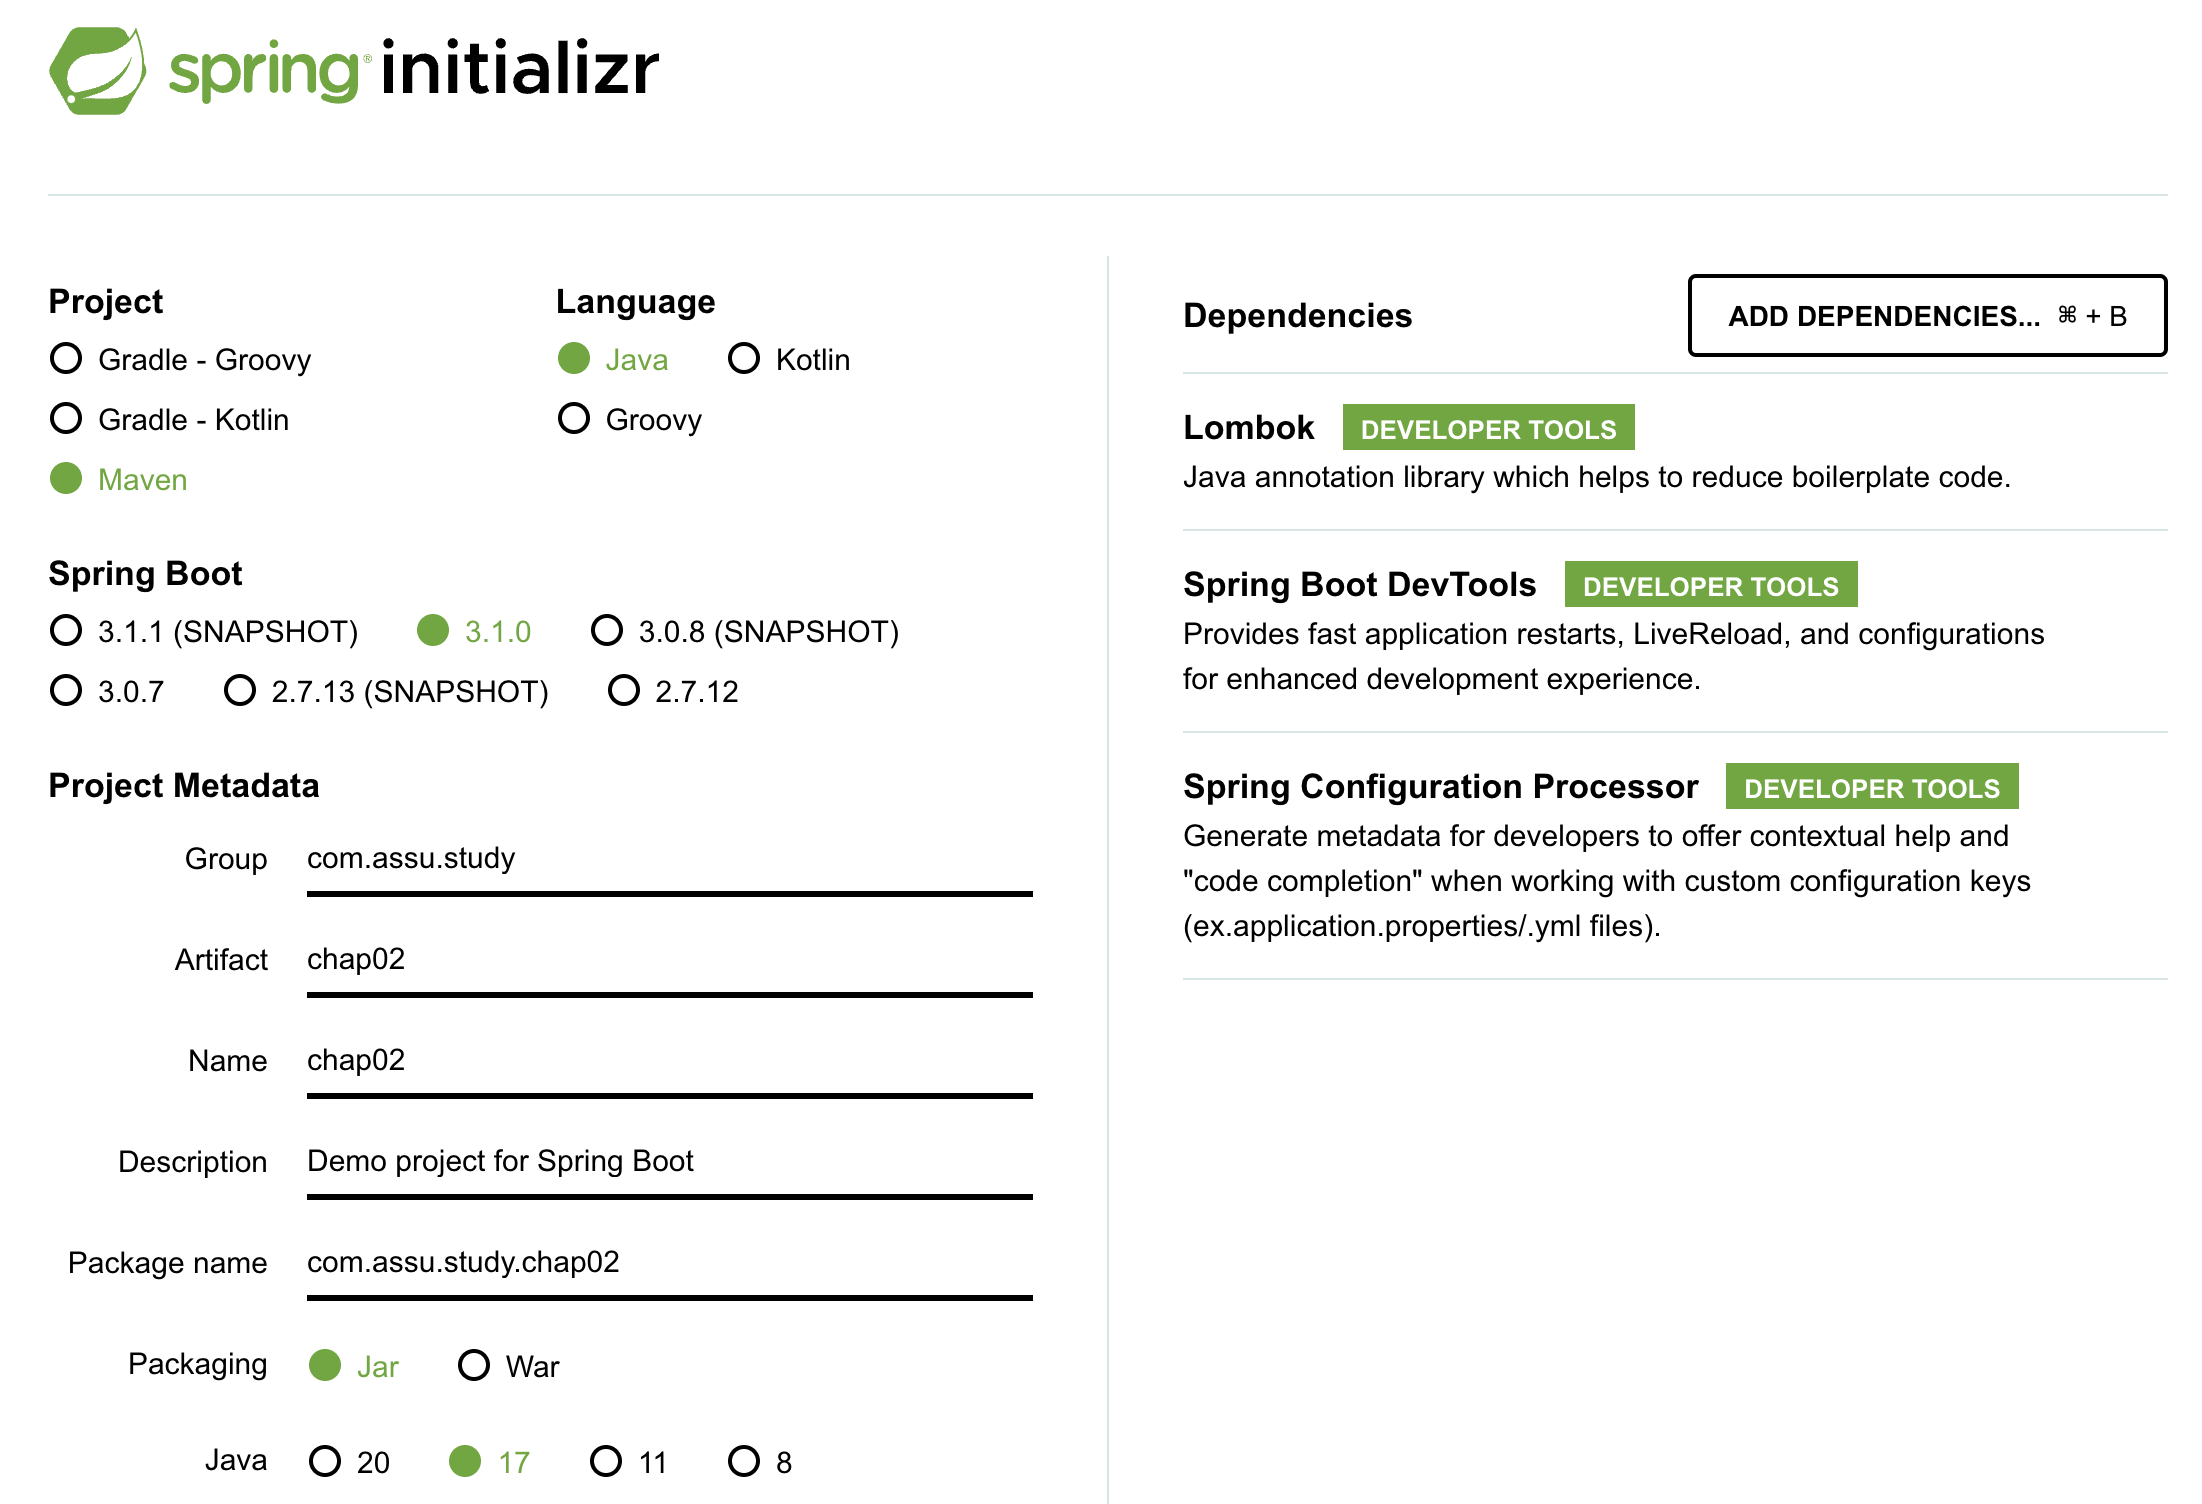 spring® initializr
Project
Gradle - Groovy
Gradle - Kotlin
Maven
Language
Java Kotlin
Groovy
Spring Boot
3.1.1 (SNAPSHOT) 3.1.0 3.0.8 (SNAPSHOT)
3.0.7 2.7.13 (SNAPSHOT) 2.7.12
Project Metadata
Group com.assu.study
Artifact chap02
Name chap02
Description Demo project for Spring Boot
Package name com.assu.study.chap02
Packaging Jar War
Java 20 17 11 8
Dependencies ADD DEPENDENCIES... ⌘ + B
Lombok DEVELOPER TOOLS
Java annotation library which helps to reduce boilerplate code.
Spring Boot DevTools DEVELOPER TOOLS
Provides fast application restarts, LiveReload, and configurations
for enhanced development experience.
Spring Configuration Processor DEVELOPER TOOLS
Generate metadata for developers to offer contextual help and
"code completion" when working with custom configuration keys
(ex.application.properties/.yml files).